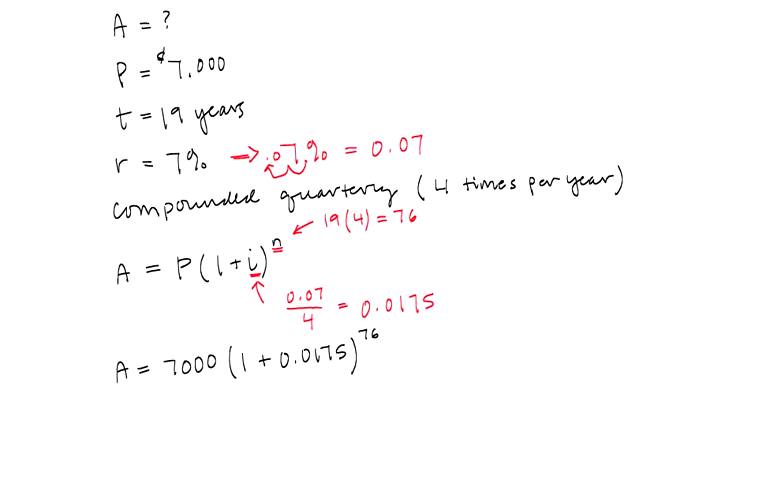 A = ?
P = $7,000
t = 19 years
r = 7% → .07.% = 0.07
compounded quarterly (4 times per year)
← 19(4) = 76
A = P(1 + i)^n
↑ 0.07/4 = 0.0175
A = 7000 (1 + 0.0175)^76